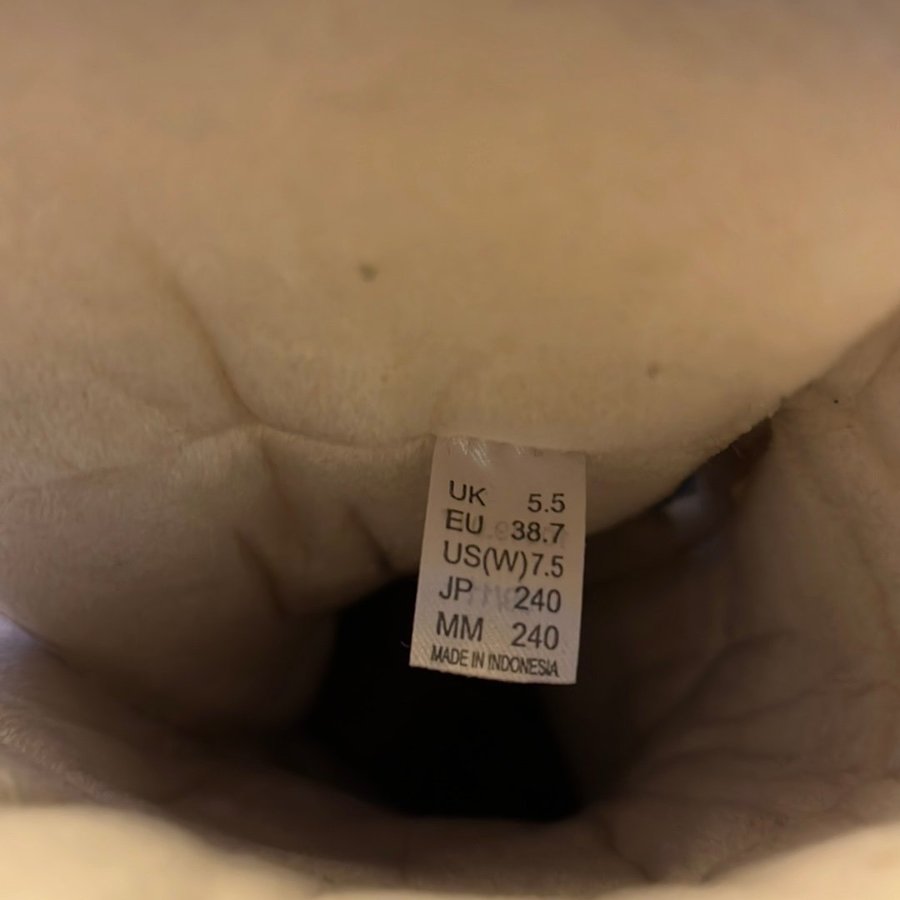 UK 5.5
EU 38.7
US(W)7.5
JP 240
MM 240
MADE IN INDONESIA